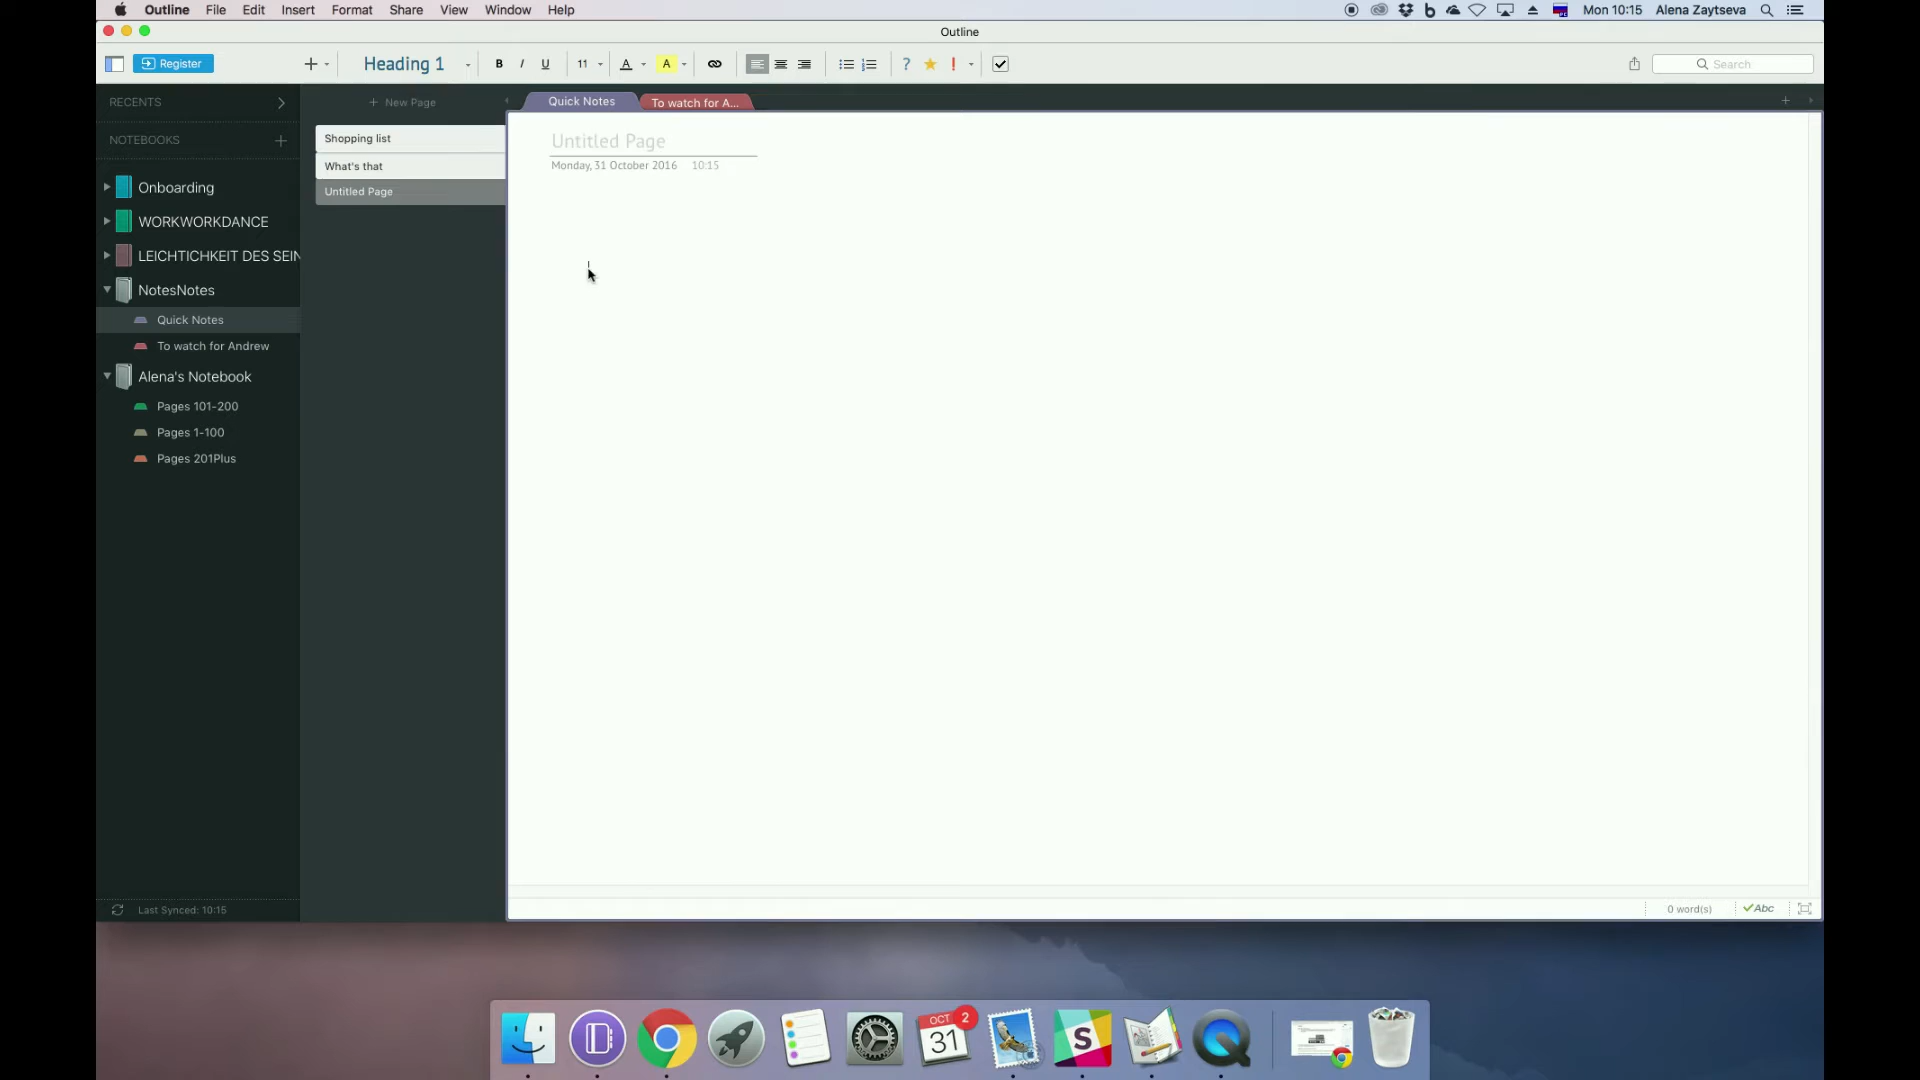 Outline File Edit Insert Format Share View Window Help Mon 10:15 Alena Zaytseva
Outline
Register Heading 1 B I U 11 A A ? ! Search
RECENTS
NOTEBOOKS
Onboarding
WORKWORKDANCE
LEICHTICHKEIT DES SEIN
NotesNotes
Quick Notes
To watch for Andrew
Alena's Notebook
Pages 101-200
Pages 1-100
Pages 201Plus
Last Synced: 10:15
+ New Page
Shopping list
What's that
Untitled Page
Quick Notes To watch for A...
Untitled Page
Monday, 31 October 2016 10:15
0 word(s) Abc
OCT 2
31
S